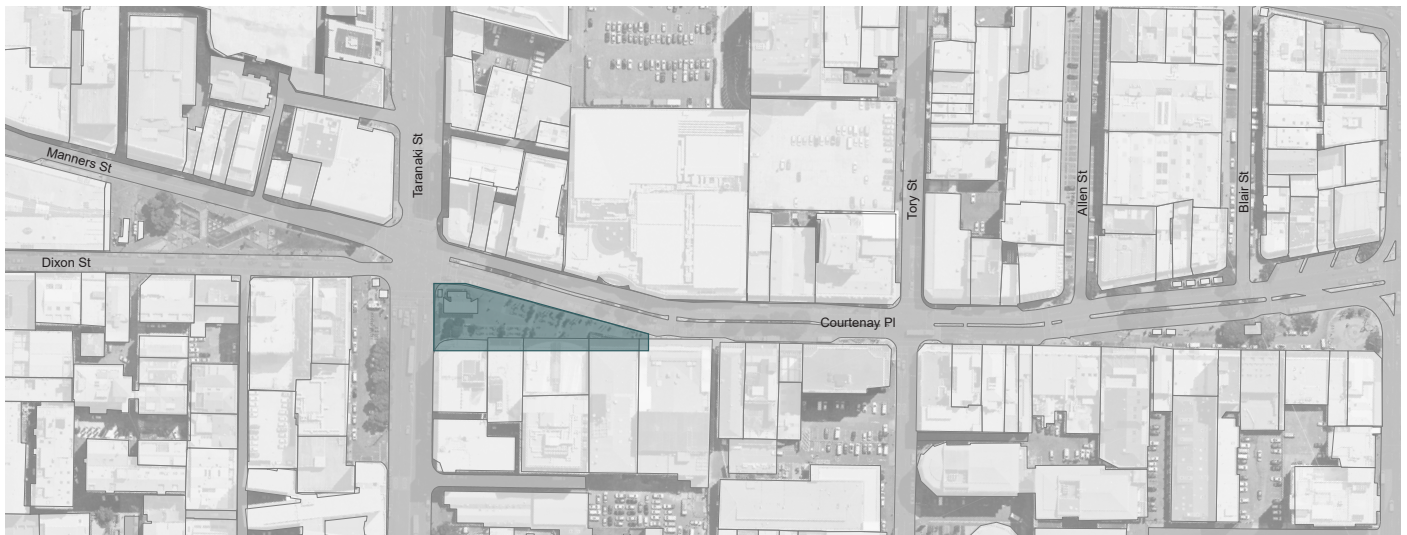 Manners St
Taranaki St
Tory St
Allen St
Blair St
Dixon St
Courtenay Pl